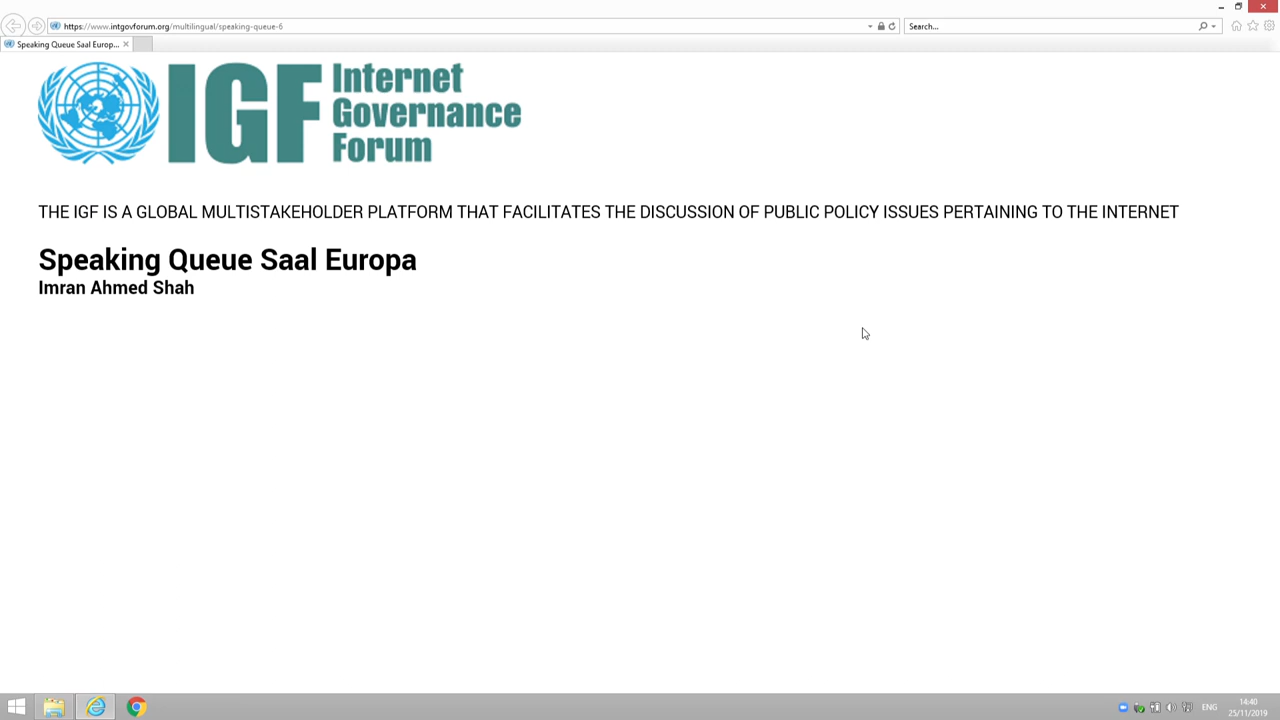 https://www.intgovforum.org/multilingual/speaking-queue-6
Search...
Speaking Queue Saal Europ...
IGF
Internet
Governance
Forum
THE IGF IS A GLOBAL MULTISTAKEHOLDER PLATFORM THAT FACILITATES THE DISCUSSION OF PUBLIC POLICY ISSUES PERTAINING TO THE INTERNET
Speaking Queue Saal Europa
Imran Ahmed Shah
ENG
14:40
25/11/2019